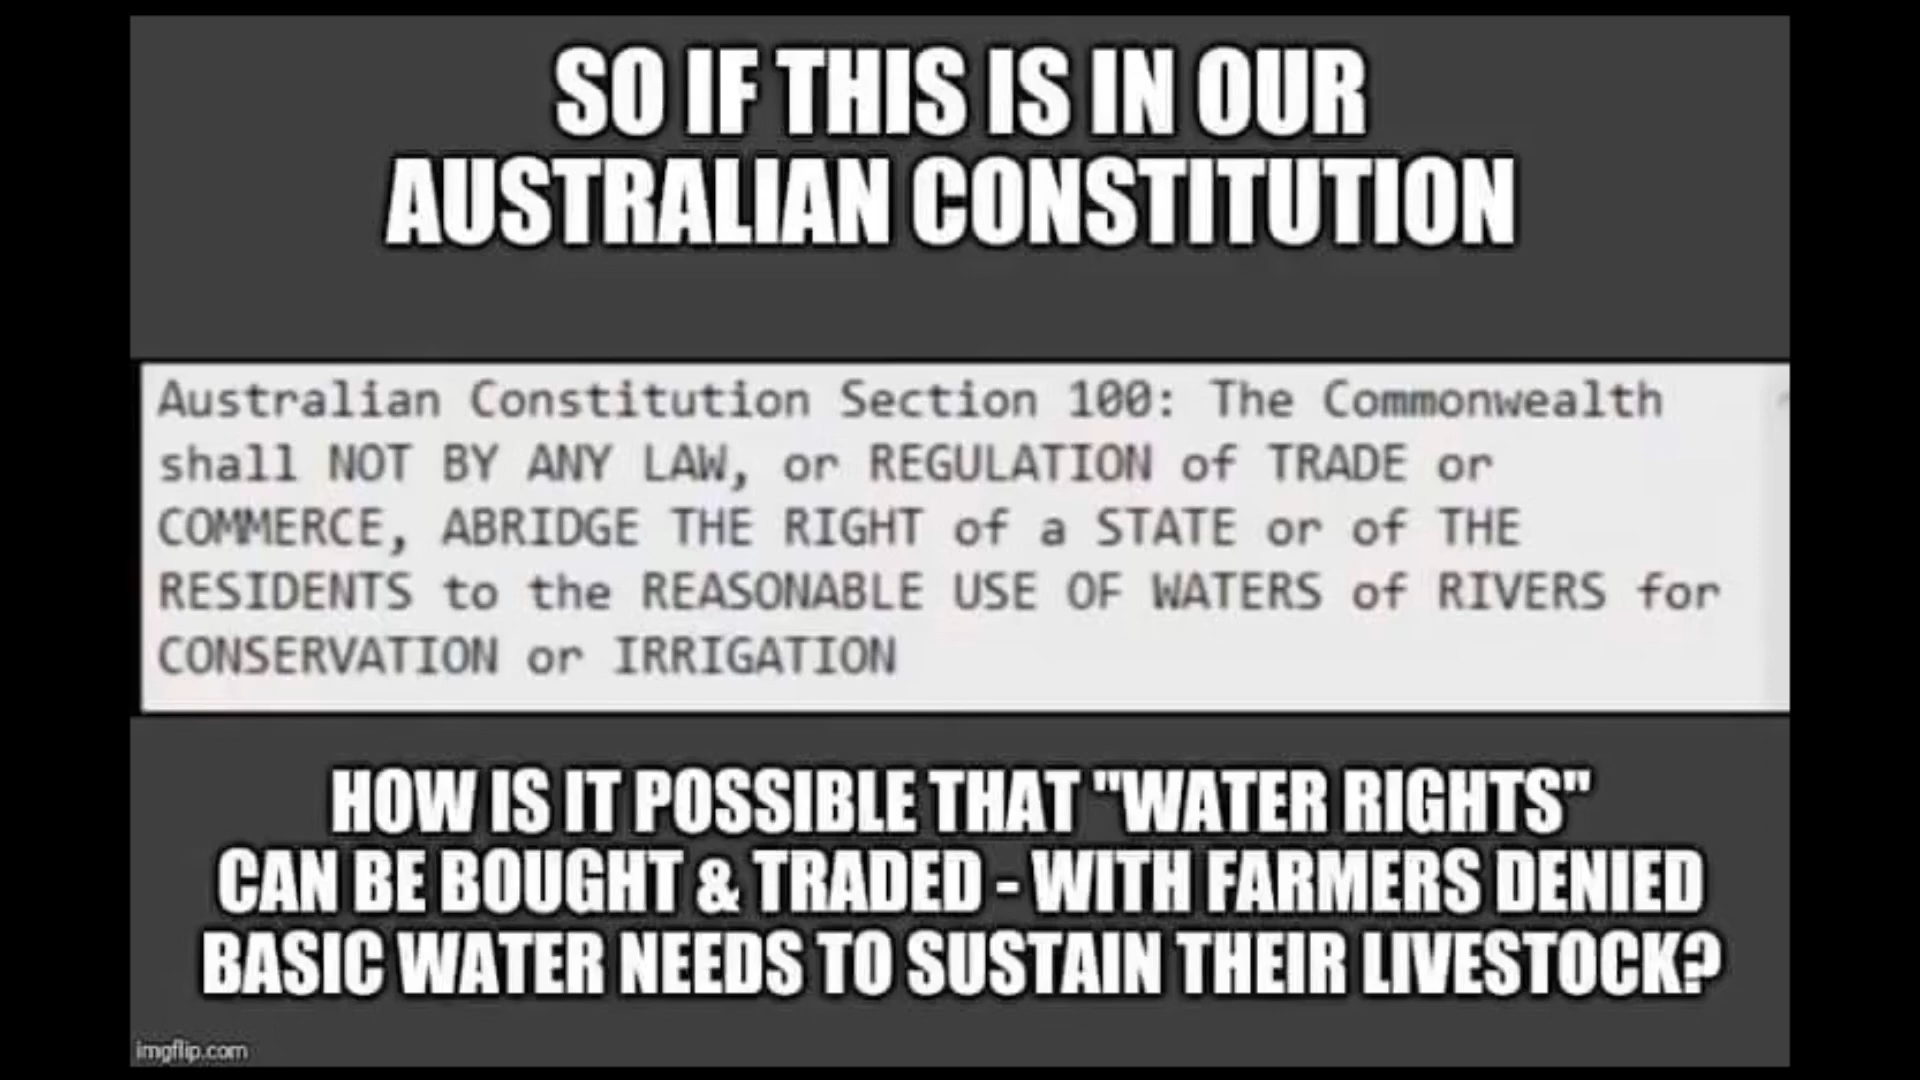 SO IF THIS IS IN OUR
AUSTRALIAN CONSTITUTION
Australian Constitution Section 100: The Commonwealth
shall NOT BY ANY LAW, or REGULATION of TRADE or
COMMERCE, ABRIDGE THE RIGHT of a STATE or of THE
RESIDENTS to the REASONABLE USE OF WATERS of RIVERS for
CONSERVATION or IRRIGATION
HOW IS IT POSSIBLE THAT "WATER RIGHTS"
CAN BE BOUGHT & TRADED - WITH FARMERS DENIED
BASIC WATER NEEDS TO SUSTAIN THEIR LIVESTOCK?
imgflip.com